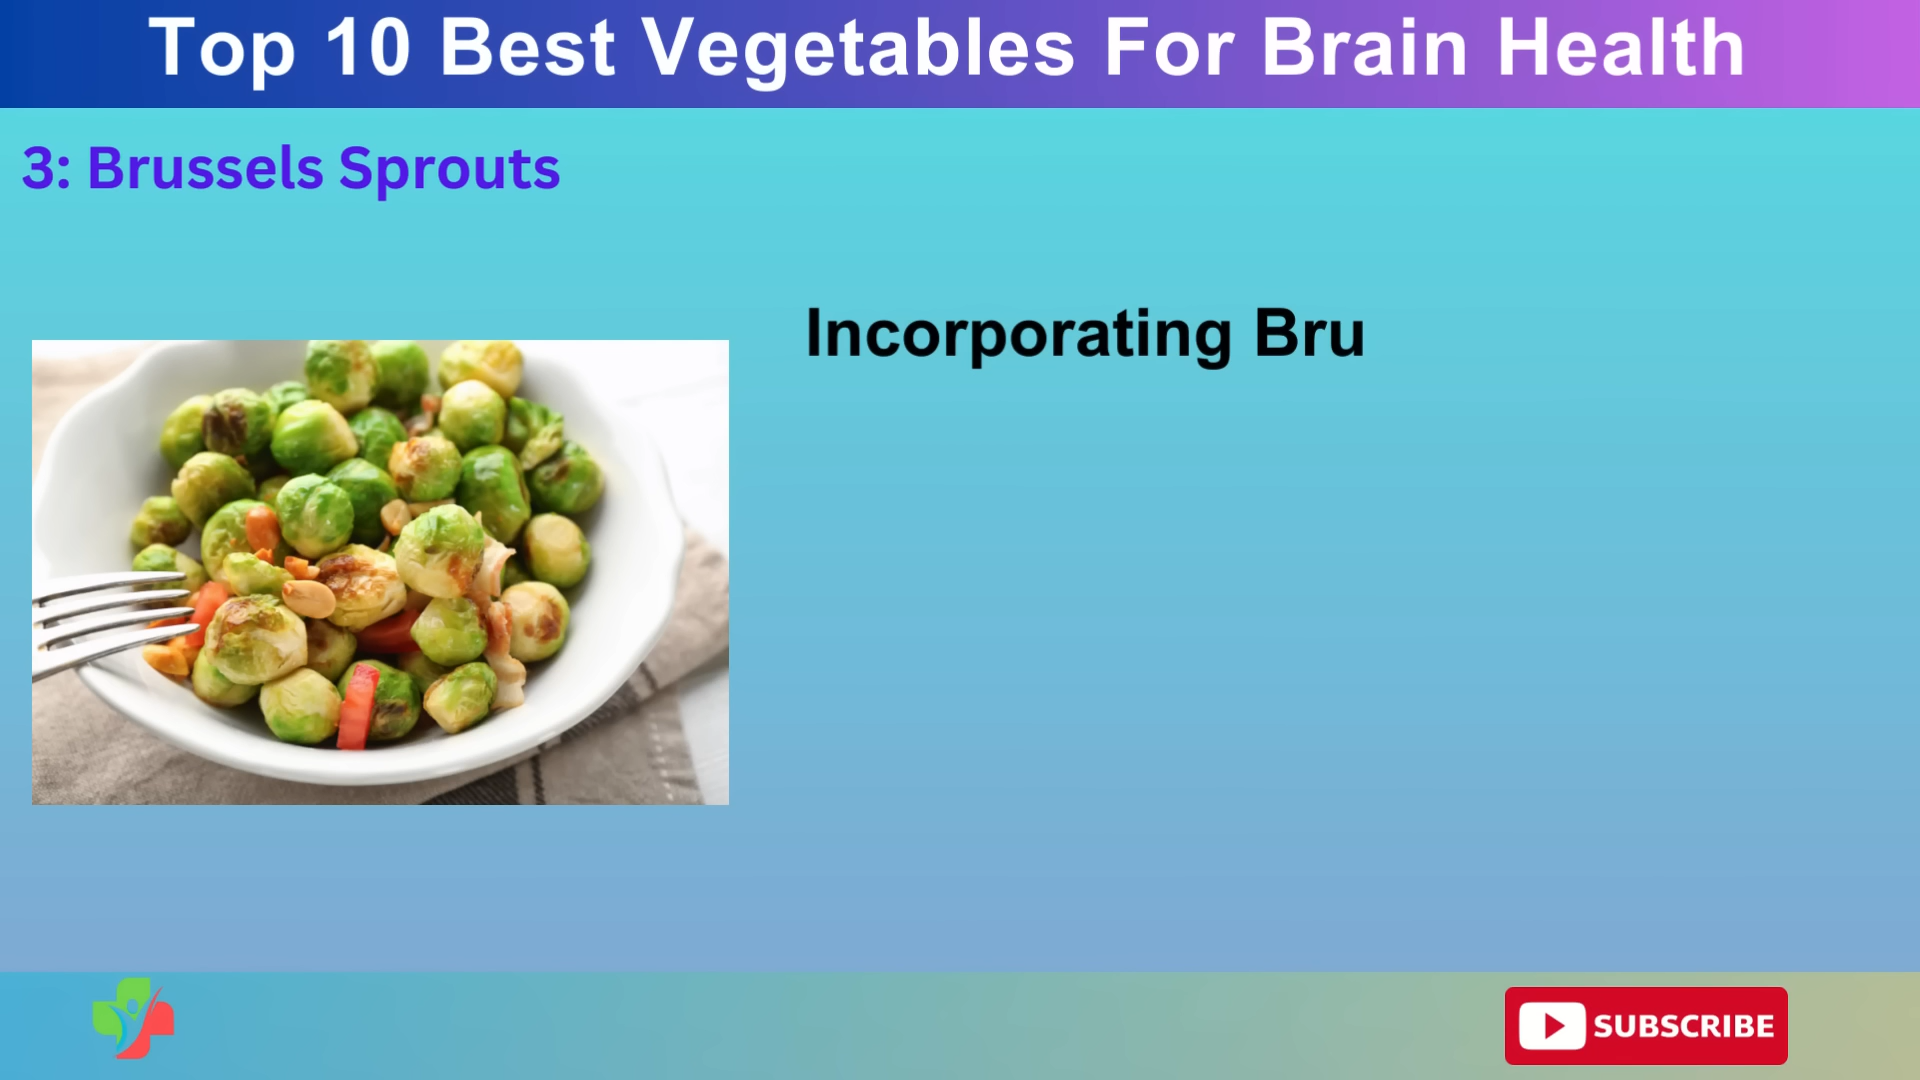 Top 10 Best Vegetables For Brain Health
3: Brussels Sprouts
Incorporating Bru
SUBSCRIBE